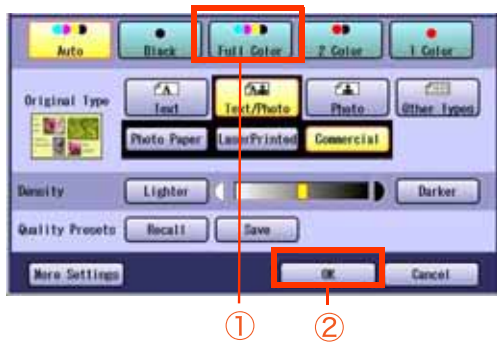 Auto Black Full Color 2 Color 1 Color
Original Type Text Text/Photo Photo Other Types
Photo Paper LaserPrinted Commercial
Density Lighter Darker
Quality Presets Recall Save
More Settings OK Cancel
① ②